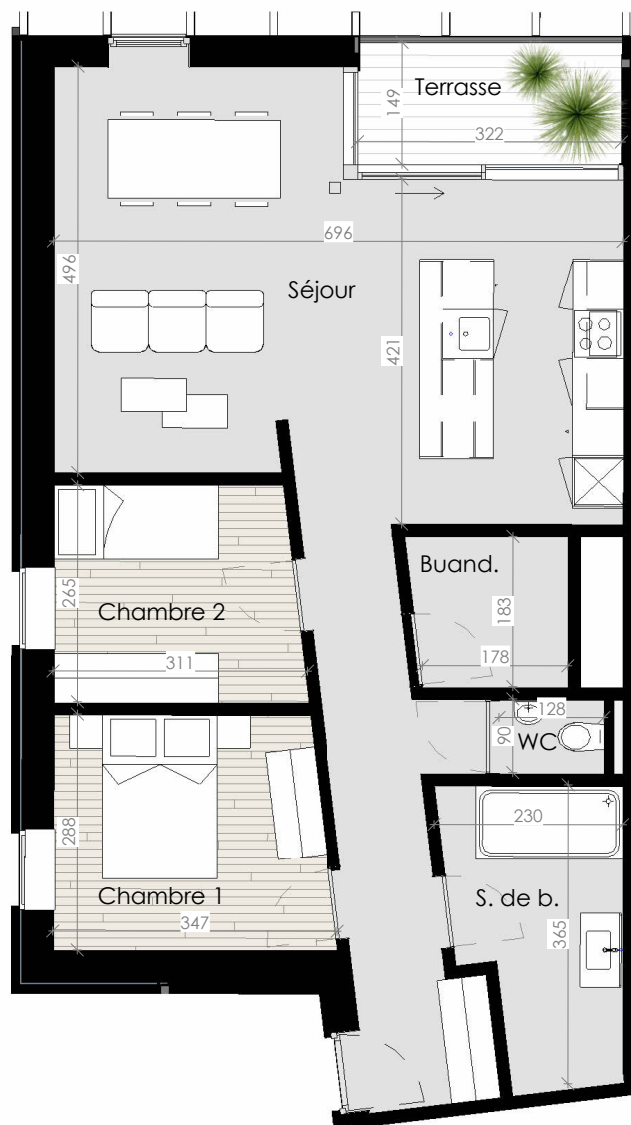 Terrasse
149
322
696
496
Séjour
421
Buand.
265
Chambre 2
183
311
178
128
90
WC
288
230
Chambre 1
S. de b.
347
365